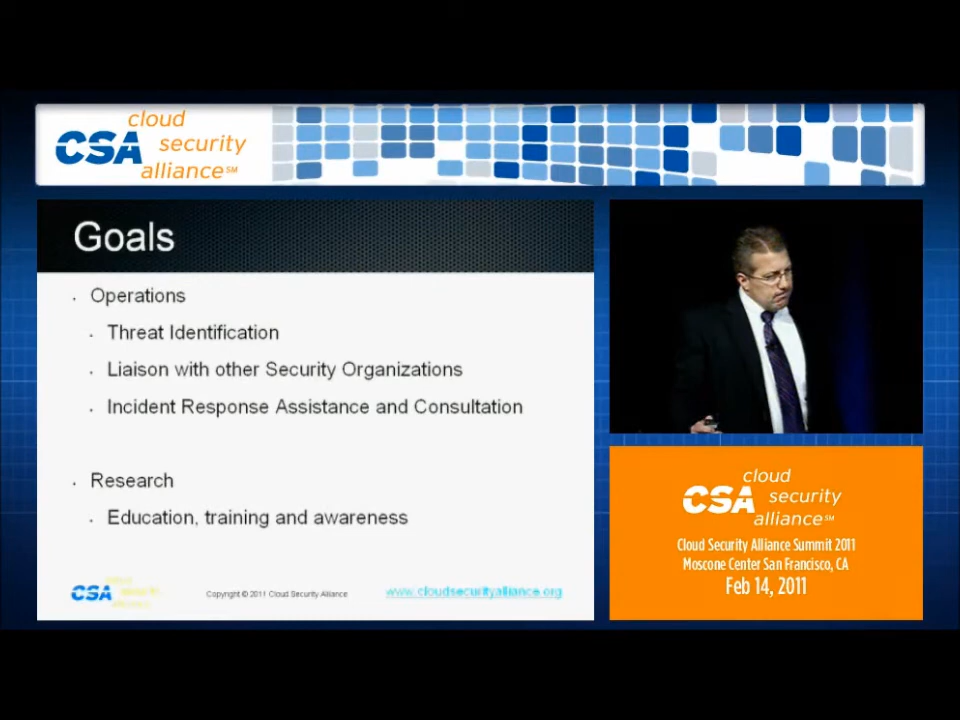 cloud
CSA security
alliance℠
Goals
Operations
Threat Identification
Liaison with other Security Organizations
Incident Response Assistance and Consultation
Research
Education, training and awareness
CSA
Copyright © 2011 Cloud Security Alliance
www.cloudsecurityalliance.org
cloud
CSA security
alliance℠
Cloud Security Alliance Summit 2011
Moscone Center San Francisco, CA
Feb 14, 2011